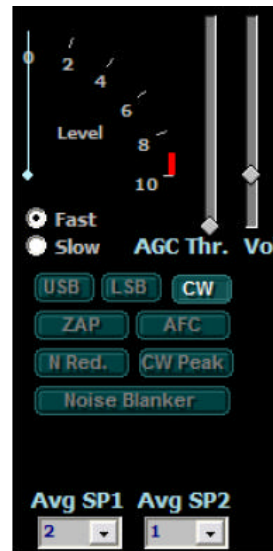 0
2
4
6
Level
8
10
Fast
Slow AGC Thr. Vo
USB LSB CW
ZAP AFC
N Red. CW Peak
Noise Blanker
Avg SP1 Avg SP2
2 1